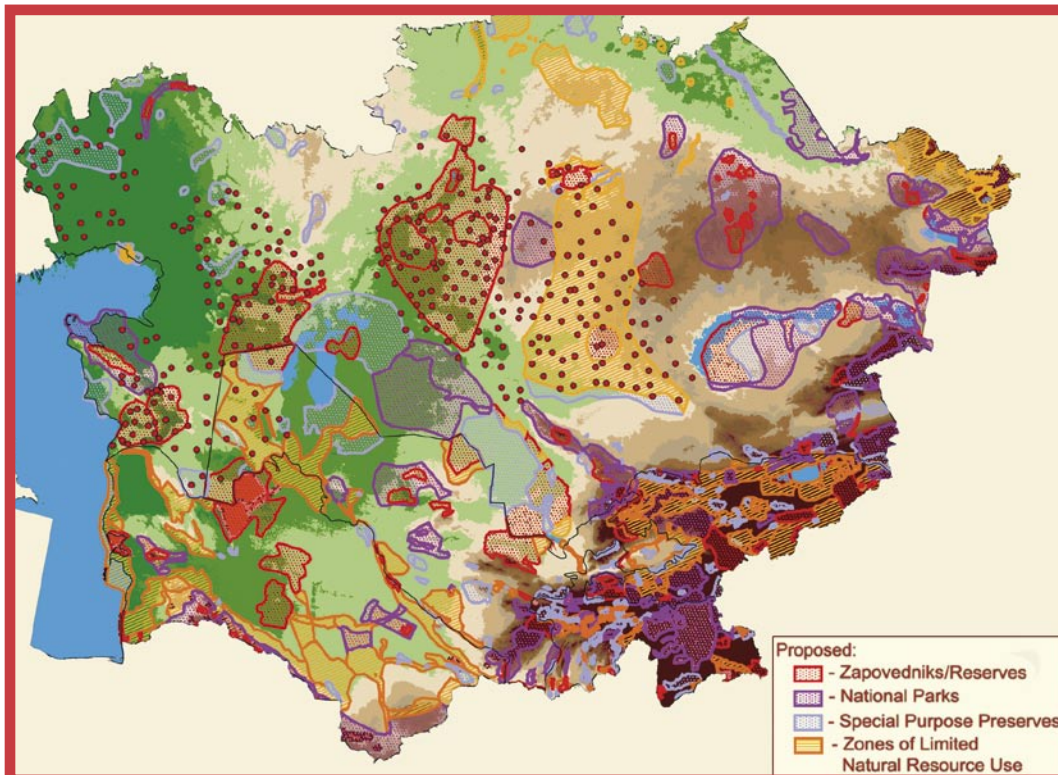 Proposed:
- Zapovedniks/Reserves
- National Parks
- Special Purpose Preserves
- Zones of Limited
Natural Resource Use